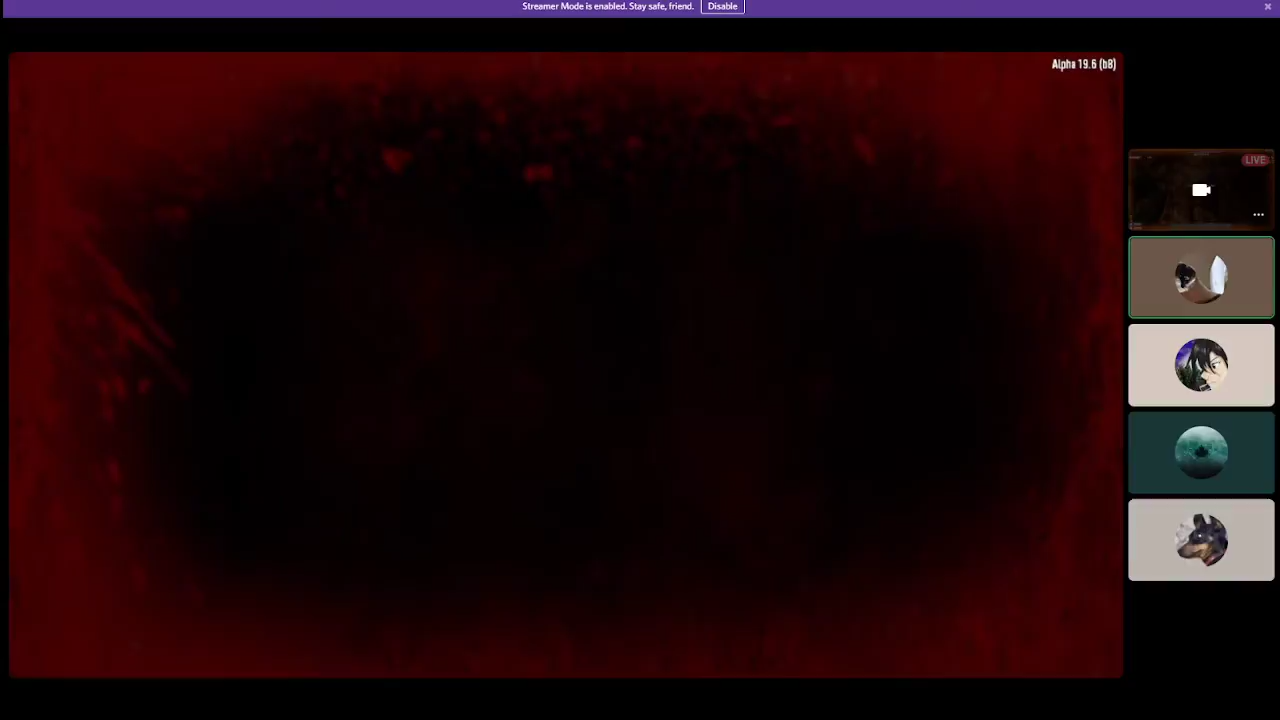 Streamer Mode is enabled. Stay safe, friend. Disable
Alpha 19.6 (b8)
LIVE